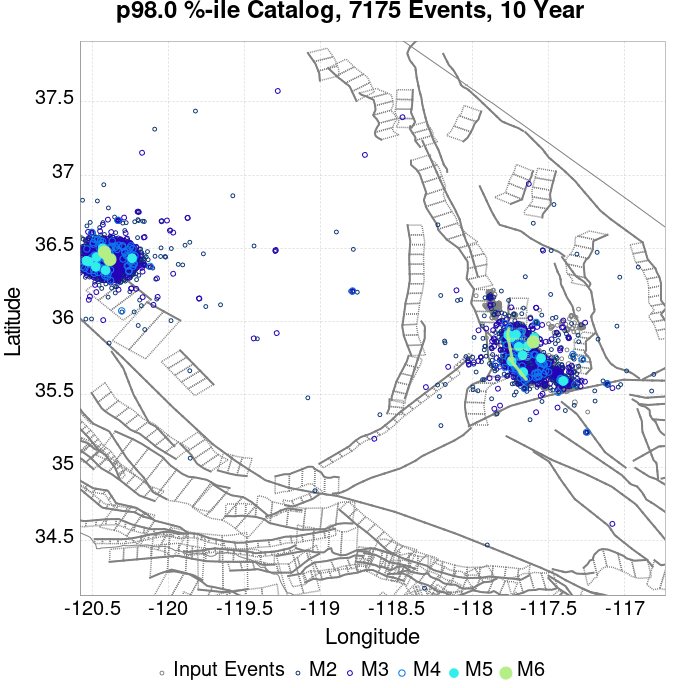 p98.0 %-ile Catalog, 7175 Events, 10 Year
37.5
37
36.5
36
35.5
35
34.5
Latitude
-120.5 -120 -119.5 -119 -118.5 -118 -117.5 -117
Longitude
Input Events M2 M3 M4 M5 M6